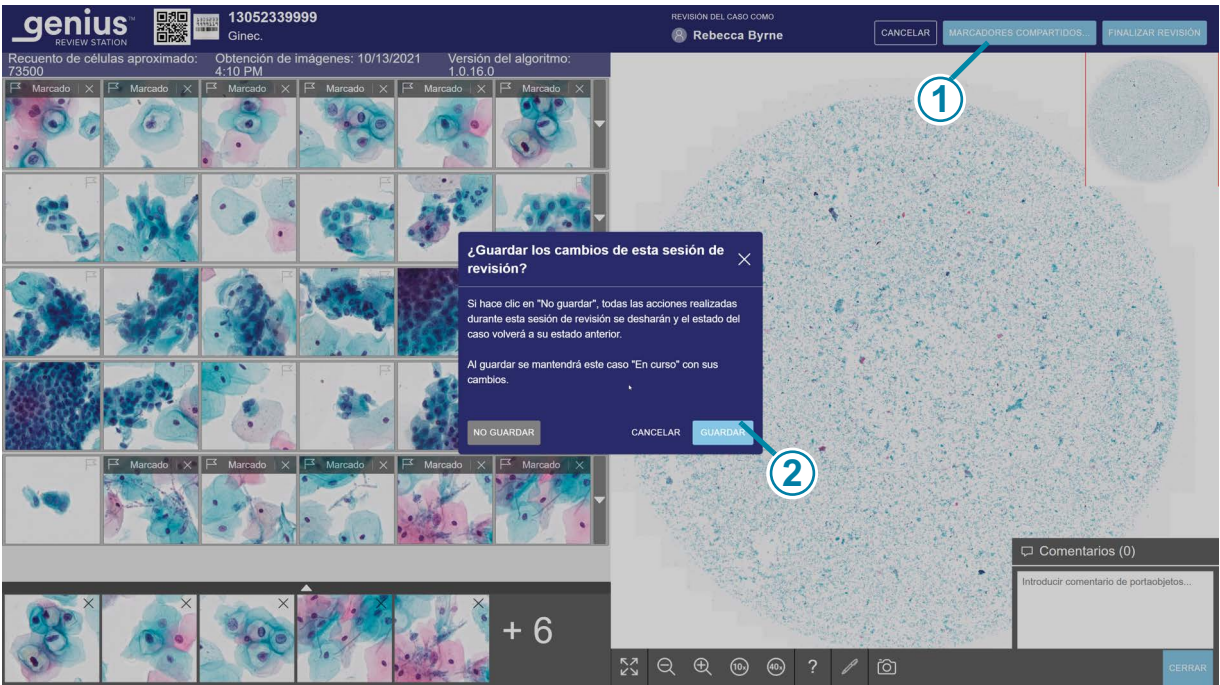 genius™
REVIEW STATION
13052339999
Ginec.
REVISIÓN DEL CASO COMO
Rebecca Byrne
CANCELAR
MARCADORES COMPARTIDOS...
FINALIZAR REVISIÓN
1
Recuento de células aproximado:
73500
Obtención de imágenes: 10/13/2021
4:10 PM
Versión del algoritmo:
1.0.16.0
Marcado Marcado Marcado Marcado Marcado Marcado
¿Guardar los cambios de esta sesión de
revisión?
Si hace clic en "No guardar", todas las acciones realizadas
durante esta sesión de revisión se desharán y el estado del
caso volverá a su estado anterior.
Al guardar se mantendrá este caso "En curso" con sus
cambios.
NO GUARDAR
CANCELAR
GUARDAR
2
Marcado Marcado Marcado Marcado Marcado
+ 6
Comentarios (0)
Introducir comentario de portaobjetos...
10x
40x
?
CERRAR